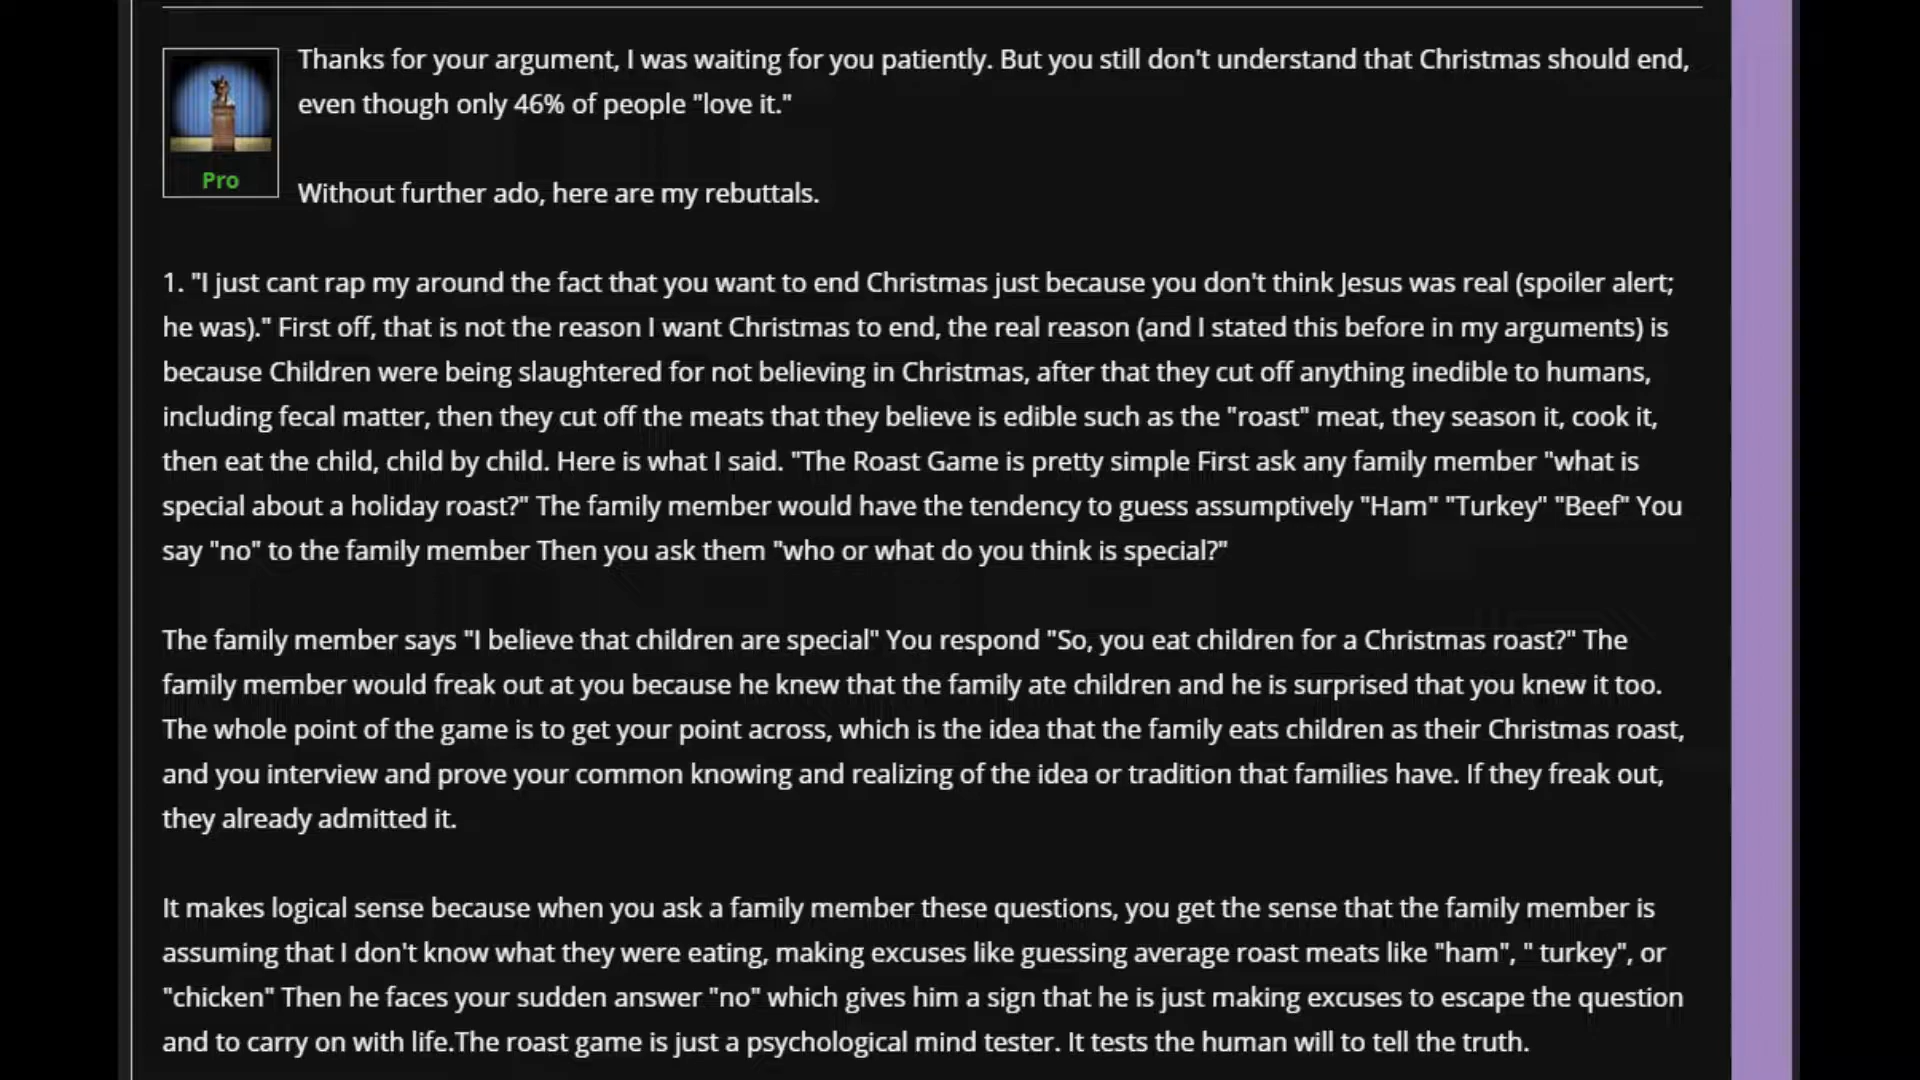 Thanks for your argument, I was waiting for you patiently. But you still don't understand that Christmas should end,
even though only 46% of people "love it."
Pro
Without further ado, here are my rebuttals.
1. "I just cant rap my around the fact that you want to end Christmas just because you don't think Jesus was real (spoiler alert;
he was)." First off, that is not the reason I want Christmas to end, the real reason (and I stated this before in my arguments) is
because Children were being slaughtered for not believing in Christmas, after that they cut off anything inedible to humans,
including fecal matter, then they cut off the meats that they believe is edible such as the "roast" meat, they season it, cook it,
then eat the child, child by child. Here is what I said. "The Roast Game is pretty simple First ask any family member "what is
special about a holiday roast?" The family member would have the tendency to guess assumptively "Ham" "Turkey" "Beef" You
say "no" to the family member Then you ask them "who or what do you think is special?"
The family member says "I believe that children are special" You respond "So, you eat children for a Christmas roast?" The
family member would freak out at you because he knew that the family ate children and he is surprised that you knew it too.
The whole point of the game is to get your point across, which is the idea that the family eats children as their Christmas roast,
and you interview and prove your common knowing and realizing of the idea or tradition that families have. If they freak out,
they already admitted it.
It makes logical sense because when you ask a family member these questions, you get the sense that the family member is
assuming that I don't know what they were eating, making excuses like guessing average roast meats like "ham", " turkey", or
"chicken" Then he faces your sudden answer "no" which gives him a sign that he is just making excuses to escape the question
and to carry on with life.The roast game is just a psychological mind tester. It tests the human will to tell the truth.